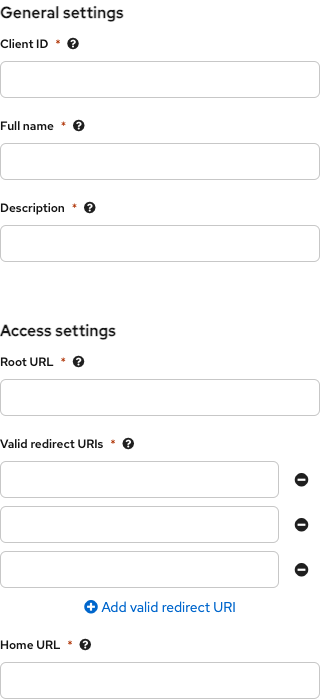 General settings
Client ID *
Full name *
Description *
Access settings
Root URL *
Valid redirect URIs *
Add valid redirect URI
Home URL *